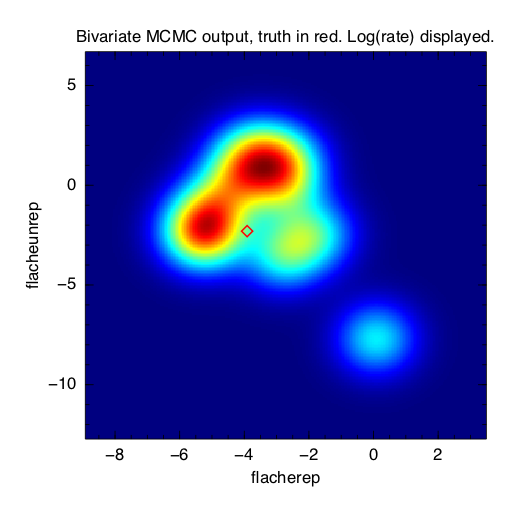 Bivariate MCMC output, truth in red. Log(rate) displayed.
5
0
−5
−10
flacheunrep
−8 −6 −4 −2 0 2
flacherep